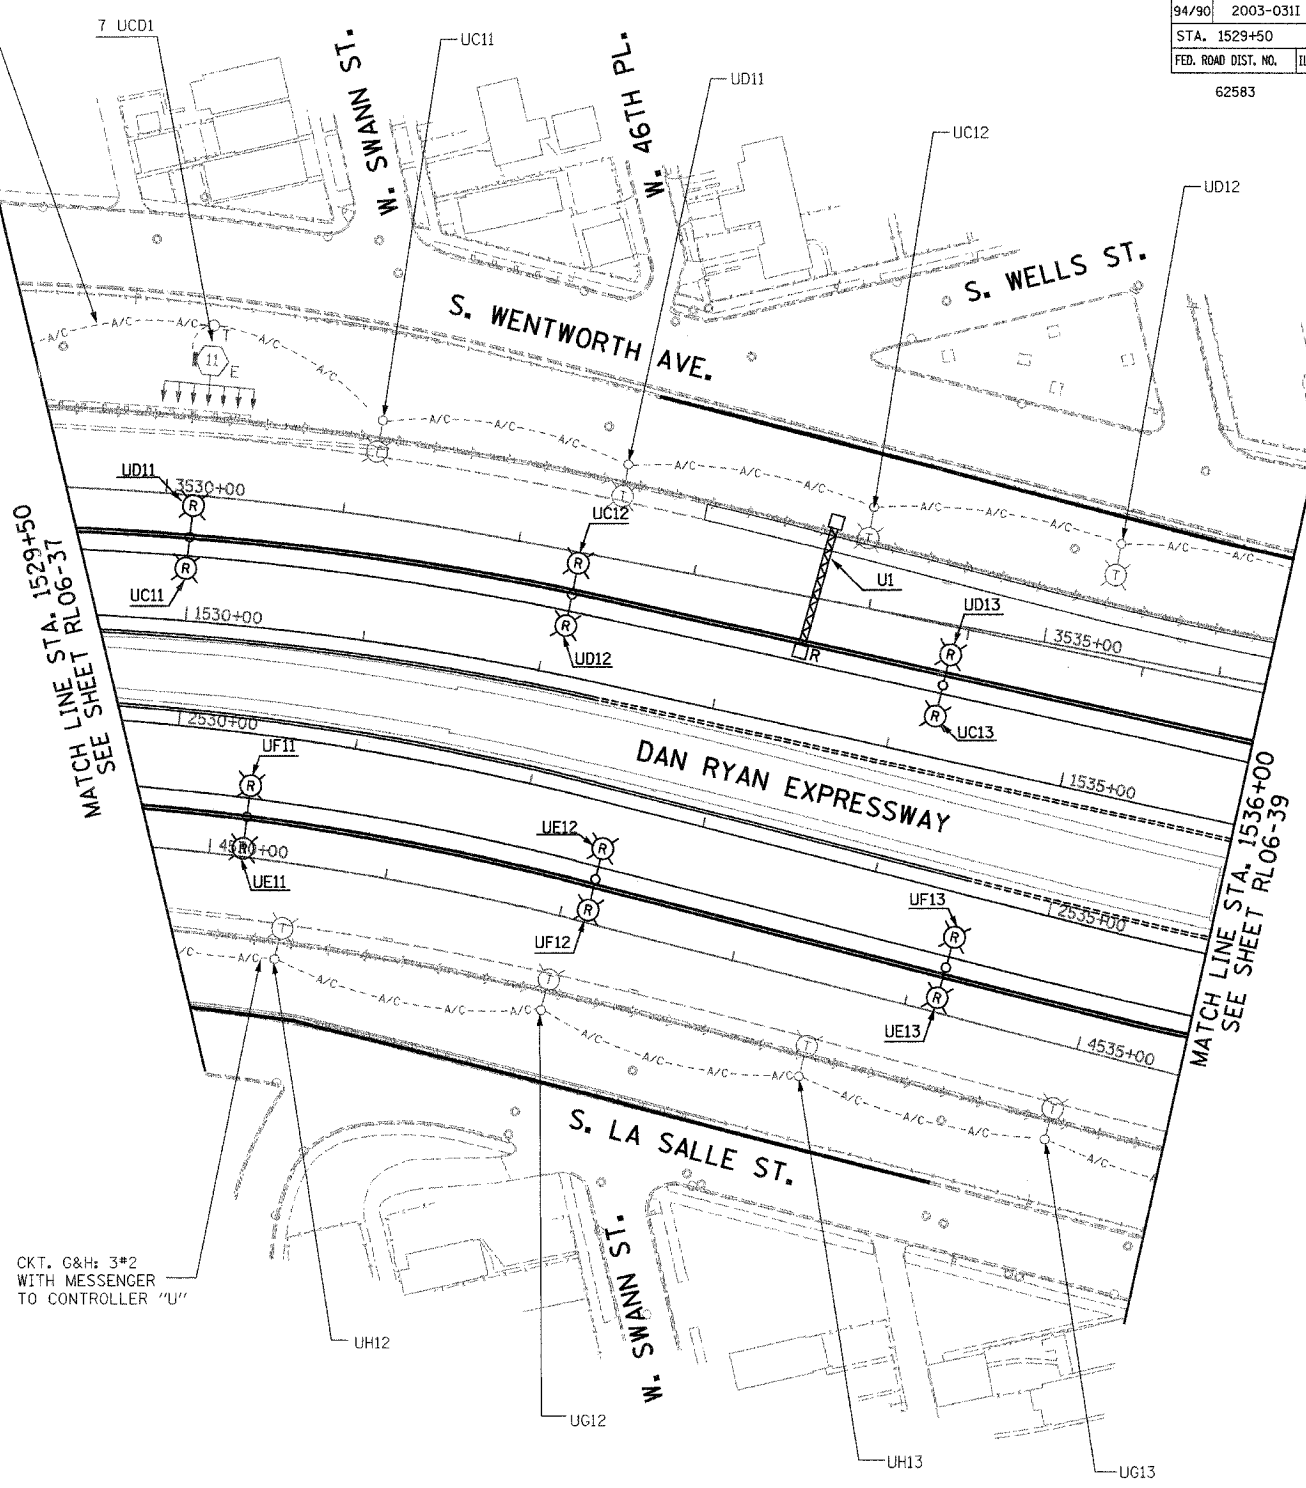 94/90 2003-031I
STA. 1529+50
FED. ROAD DIST. NO.
62583
7 UCD1
UC11
UD11
UC12
UD12
W. SWANN ST.
W. 46TH PL.
S. WELLS ST.
S. WENTWORTH AVE.
A/C A/C A/C
T
11
E
A/C A/C
A/C A/C A/C
A/C A/C A/C
A/C A/C A/C
A/C A/C
T
T
T
T
UD11
3530+00
R
R
UC11
UC12
R
R
UD12
U1
R
UD13
R
R
UC13
3535+00
1530+00
1535+00
MATCH LINE STA. 1529+50
SEE SHEET RL06-37
2530+00
2535+00
DAN RYAN EXPRESSWAY
MATCH LINE STA. 1536+00
SEE SHEET RL06-39
UF11
R
R
4530+00
UE11
UE12
R
R
UF12
UF13
R
R
UE13
4535+00
T
T
T
T
A/C A/C
A/C A/C A/C
A/C A/C A/C
A/C A/C A/C
A/C
S. LA SALLE ST.
W. SWANN ST.
CKT. G&H: 3#2
WITH MESSENGER
TO CONTROLLER "U"
UH12
UG12
UH13
UG13